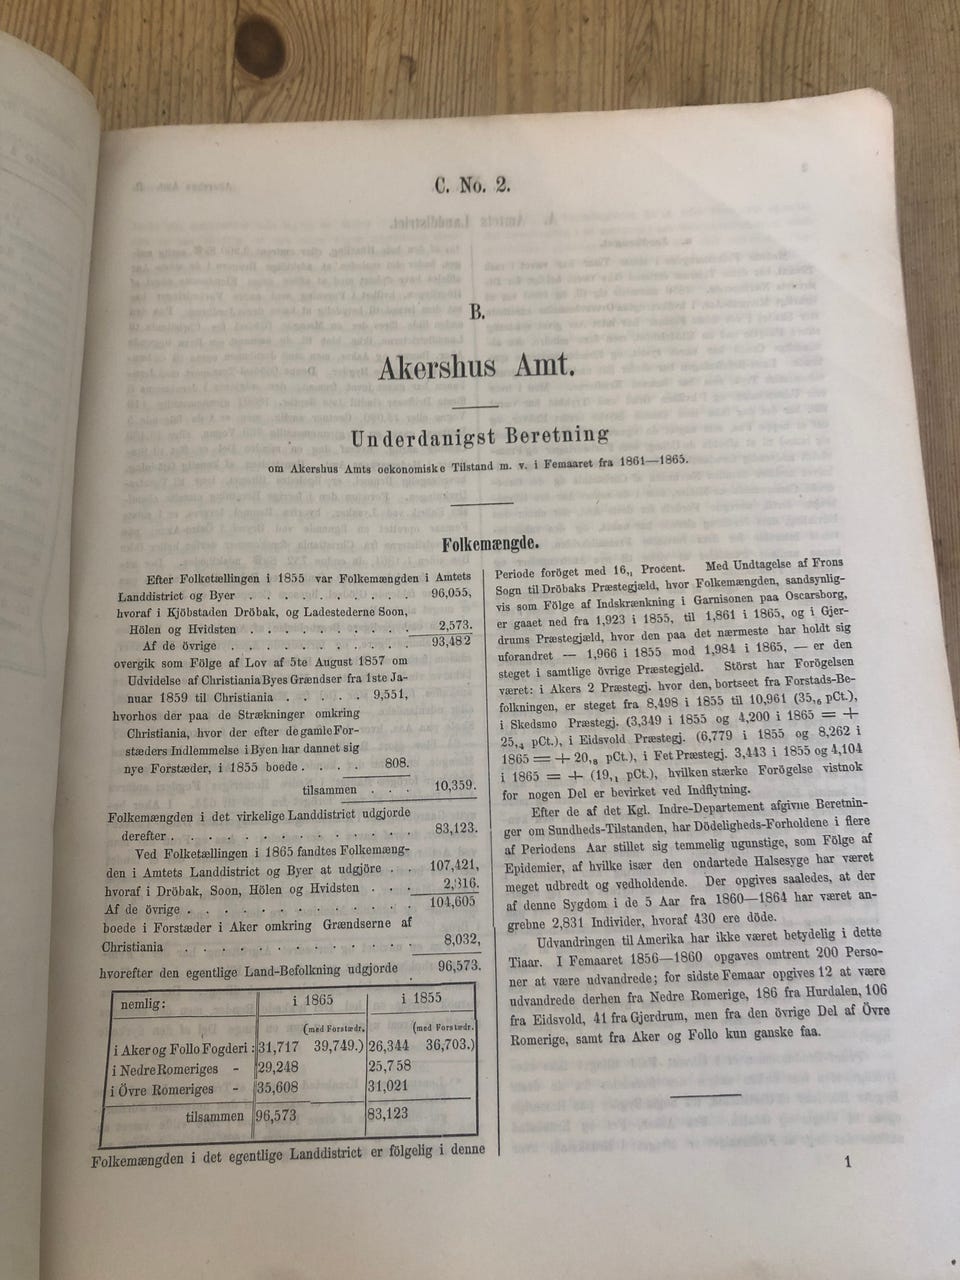 C. No. 2.
B.
Akershus Amt.
Underdanigst Beretning
om Akershus Amts oekonomiske Tilstand m. v. i Femaaret fra 1861—1865.
Folkemængde.
Efter Folketællingen i 1855 var Folkemængden i Amtets
Landdistrict og Byer . . . . . . . . . 96,055,
hvoraf i Kjöbstaden Dröbak, og Ladestederne Soon,
Hölen og Hvidsten . . . . . . . . . 2,573.
Af de övrige . . . . . . . . . . 93,482
overgik som Fölge af Lov af 5te August 1857 om
Udvidelse af Christiania Byes Grændser fra 1ste Ja-
nuar 1859 til Christiania . . . . . 9,551,
hvorhos der paa de Strækninger omkring
Christiania, hvor der efter de gamle For-
stæders Indlemmelse i Byen har dannet sig
nye Forstæder, i 1855 boede . . . . 808.
tilsammen . . . 10,359.
Folkemængden i det virkelige Landdistrict udgjorde
derefter . . . . . . . . . . . . . 83,123.
Ved Folketællingen i 1865 fandtes Folkemæng-
den i Amtets Landdistrict og Byer at udgjöre . . 107,421,
hvoraf i Dröbak, Soon, Hölen og Hvidsten . . . 2,816.
Af de övrige . . . . . . . . . . . . 104,605
boede i Forstæder i Aker omkring Grændserne af
Christiania . . . . . . . . . . . . 8,032,
hvorefter den egentlige Land-Befolkning udgjorde 96,573.
nemlig: i 1865 i 1855
(med Forstædr. (med Forstædr.
i Aker og Follo Fogderi: 31,717 39,749.) 26,344 36,703.)
i Nedre Romeriges - 29,248 25,758
i Övre Romeriges - 35,608 31,021
tilsammen 96,573 83,123
Folkemængden i det egentlige Landdistrict er fölgelig i denne
Periode foröget med 16,₁ Procent. Med Undtagelse af Frons
Sogn til Dröbaks Præstegjæld, hvor Folkemængden, sandsynlig-
vis som Fölge af Indskrænkning i Garnisonen paa Oscarsborg,
er gaaet ned fra 1,923 i 1855, til 1,861 i 1865, og i Gjer-
drums Præstegjæld, hvor den paa det nærmeste har holdt sig
uforandret — 1,966 i 1855 mod 1,984 i 1865, — er den
steget i samtlige övrige Præstegjeld. Störst har Forögelsen
været: i Akers 2 Præstegj. hvor den, bortseet fra Forstads-Be-
folkningen, er steget fra 8,498 i 1855 til 10,961 (35,₆ pCt.),
i Skedsmo Præstegj. (3,349 i 1855 og 4,200 i 1865 = +
25,₄ pCt.), i Eidsvold Præstegj. (6,779 i 1855 og 8,262 i
1865 = + 20,₈ pCt.), i Fet Præstegj. 3,443 i 1855 og 4,104
i 1865 = + (19,₁ pCt.), hvilken stærke Forögelse vistnok
for nogen Del er bevirket ved Indflytning.
Efter de af det Kgl. Indre-Departement afgivne Beretnin-
ger om Sundheds-Tilstanden, har Dödeligheds-Forholdene i flere
af Periodens Aar stillet sig temmelig ugunstige, som Fölge af
Epidemier, af hvilke især den ondartede Halsesyge har været
meget udbredt og vedholdende. Der opgives saaledes, at der
af denne Sygdom i de 5 Aar fra 1860—1864 har været an-
grebne 2,831 Individer, hvoraf 430 ere döde.
Udvandringen til Amerika har ikke været betydelig i dette
Tiaar. I Femaaret 1856—1860 opgaves omtrent 200 Perso-
ner at være udvandrede; for sidste Femaar opgives 12 at være
udvandrede derhen fra Nedre Romerige, 186 fra Hurdalen, 106
fra Eidsvold, 41 fra Gjerdrum, men fra den övrige Del af Övre
Romerige, samt fra Aker og Follo kun ganske faa.
1